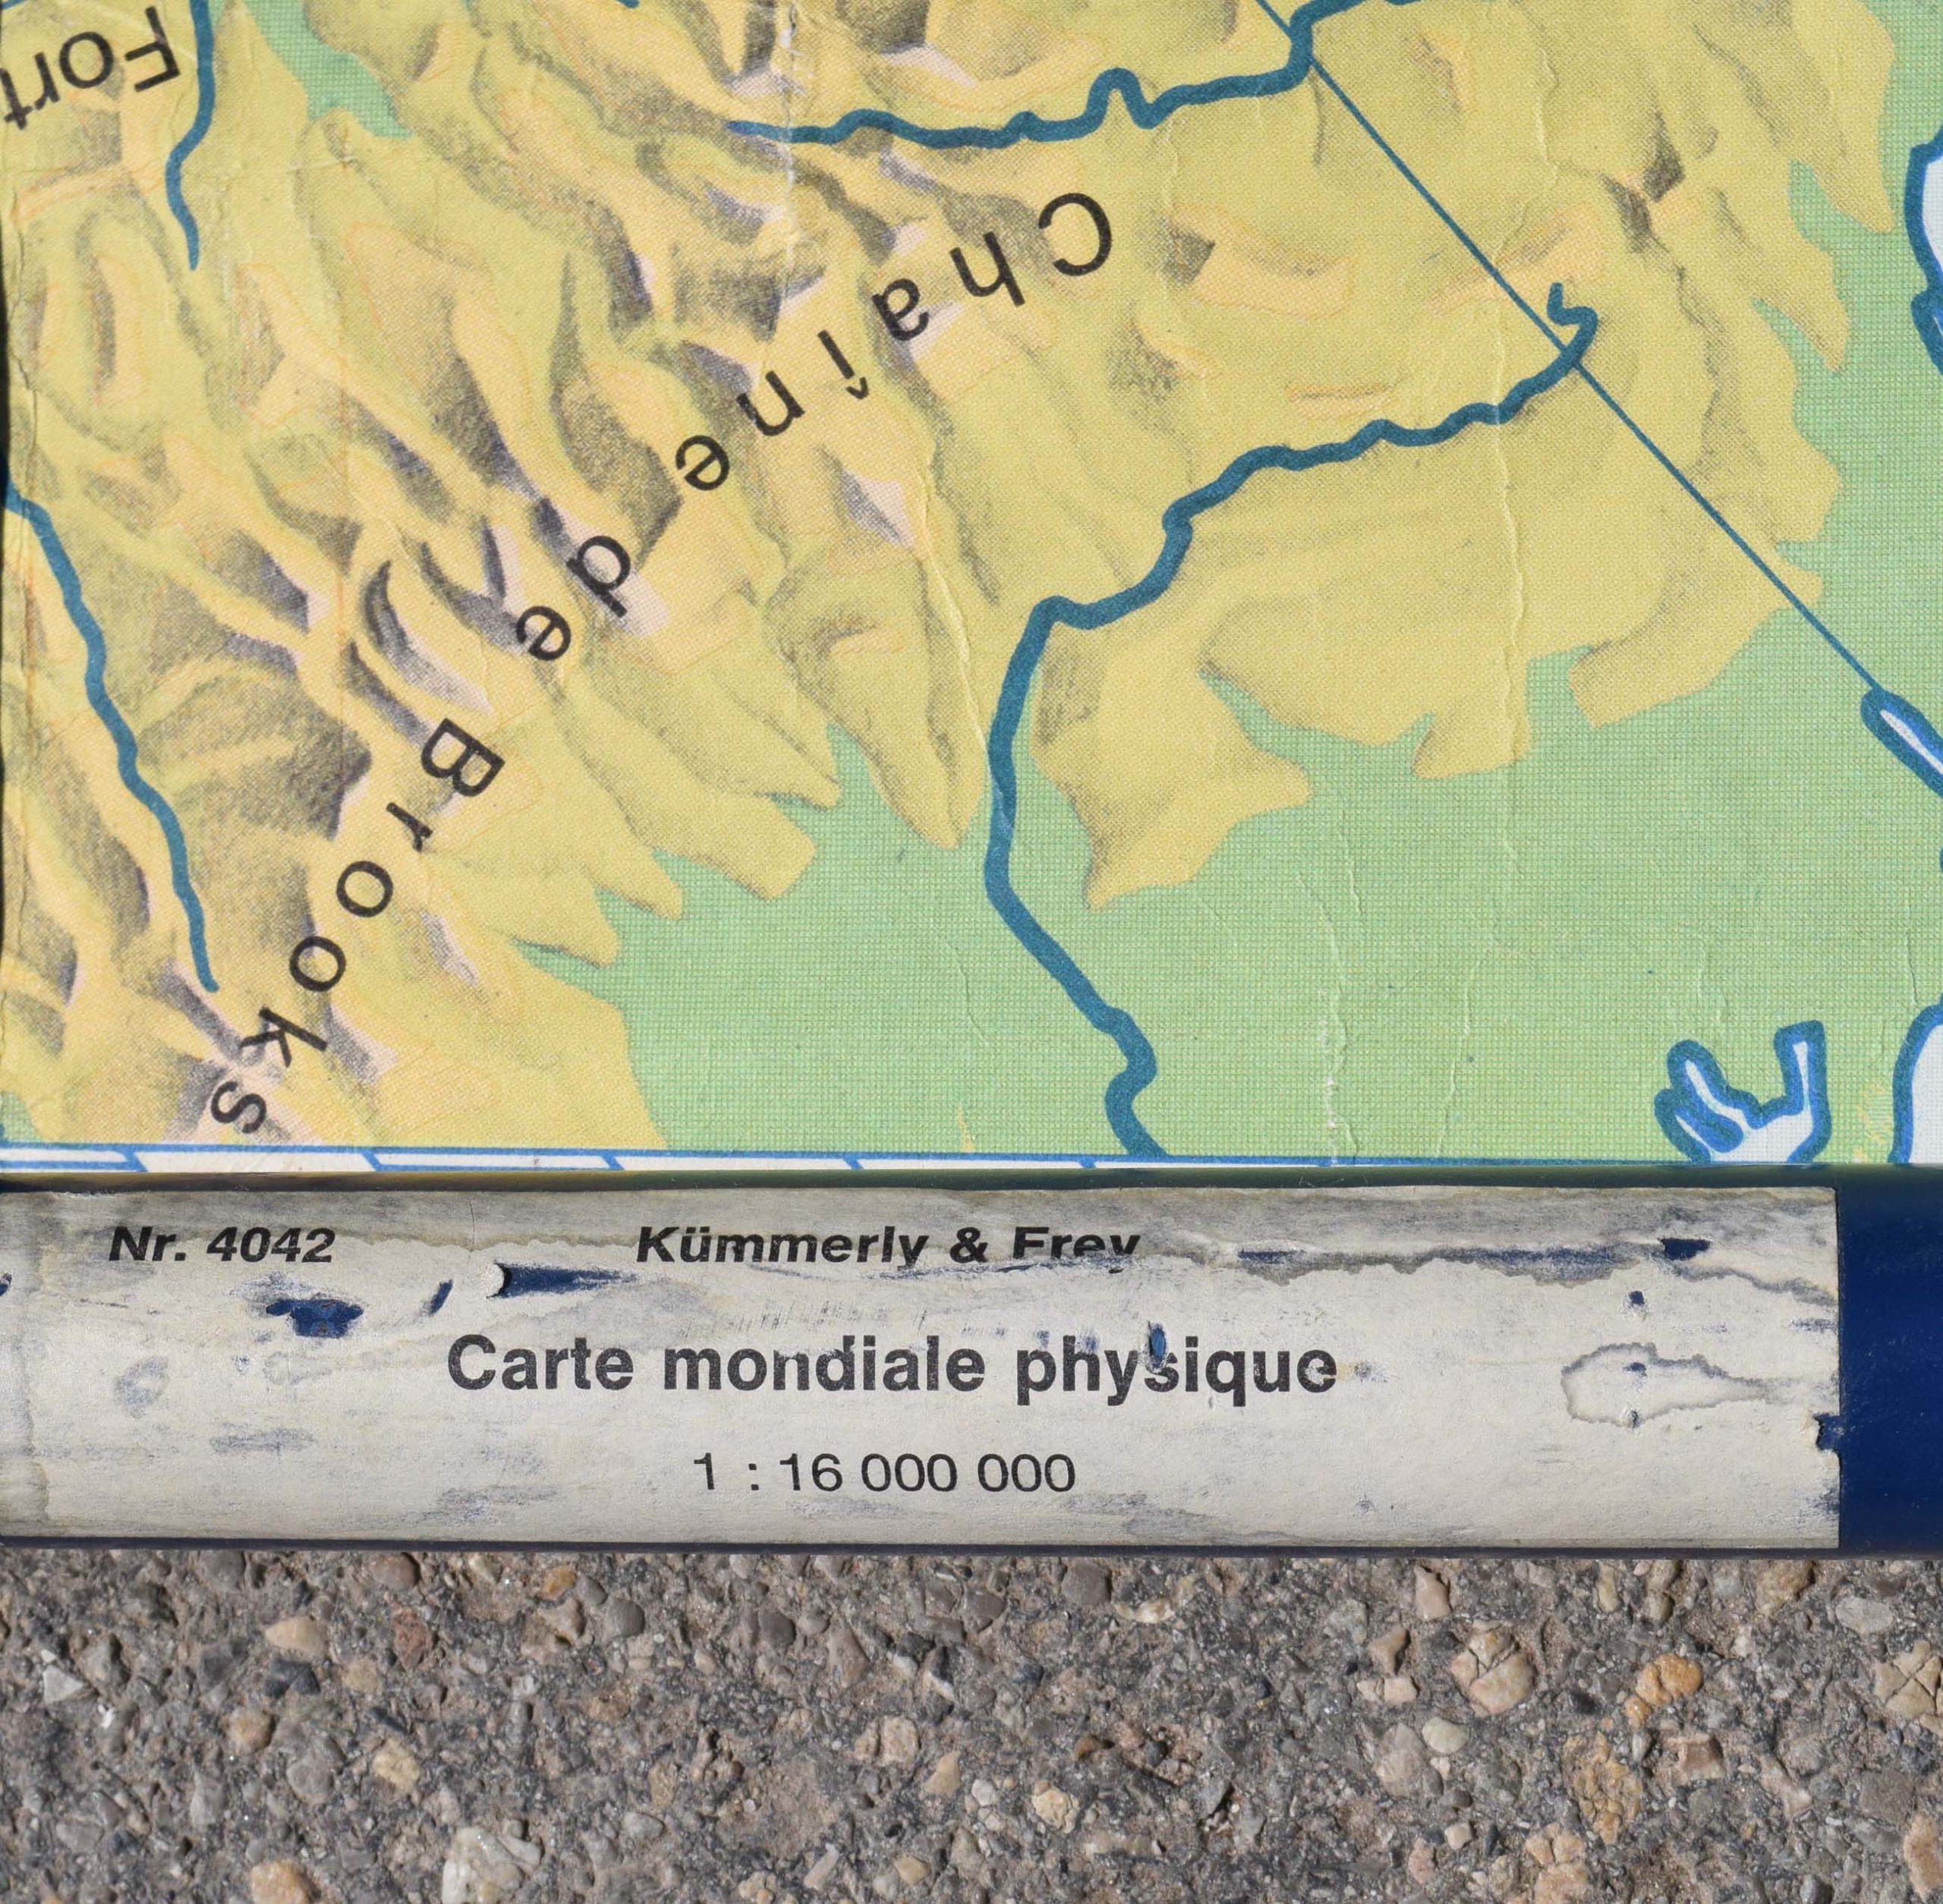 Fort
Chaîne de Brooks
Nr. 4042
Kümmerly & Frey
Carte mondiale physique
1 : 16 000 000